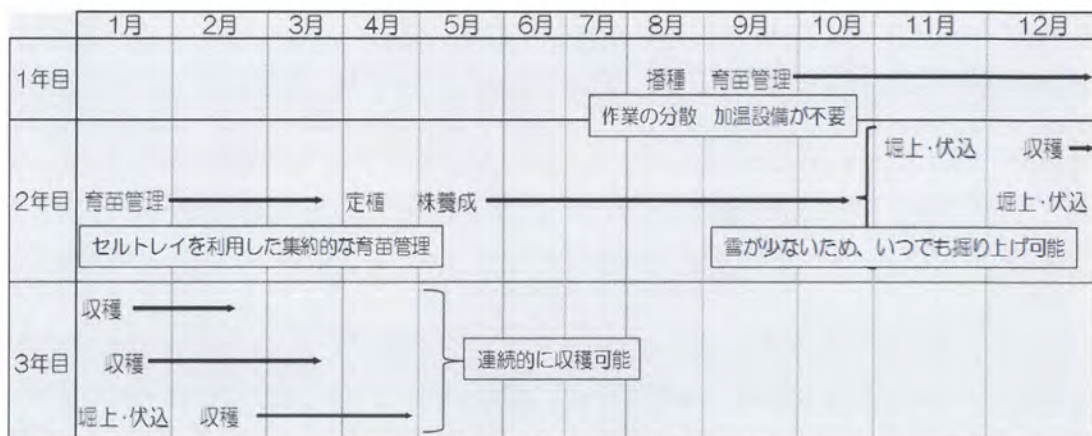 1月 2月 3月 4月 5月 6月 7月 8月 9月 10月 11月 12月
1年目 播種 育苗管理
作業の分散 加温設備が不要
堀上・伏込 収穫
2年目 育苗管理 定植 株養成 堀上・伏込
セルトレイを利用した集約的な育苗管理 雪が少ないため、いつでも掘り上げ可能
収穫
3年目 収穫 連続的に収穫可能
堀上・伏込 収穫